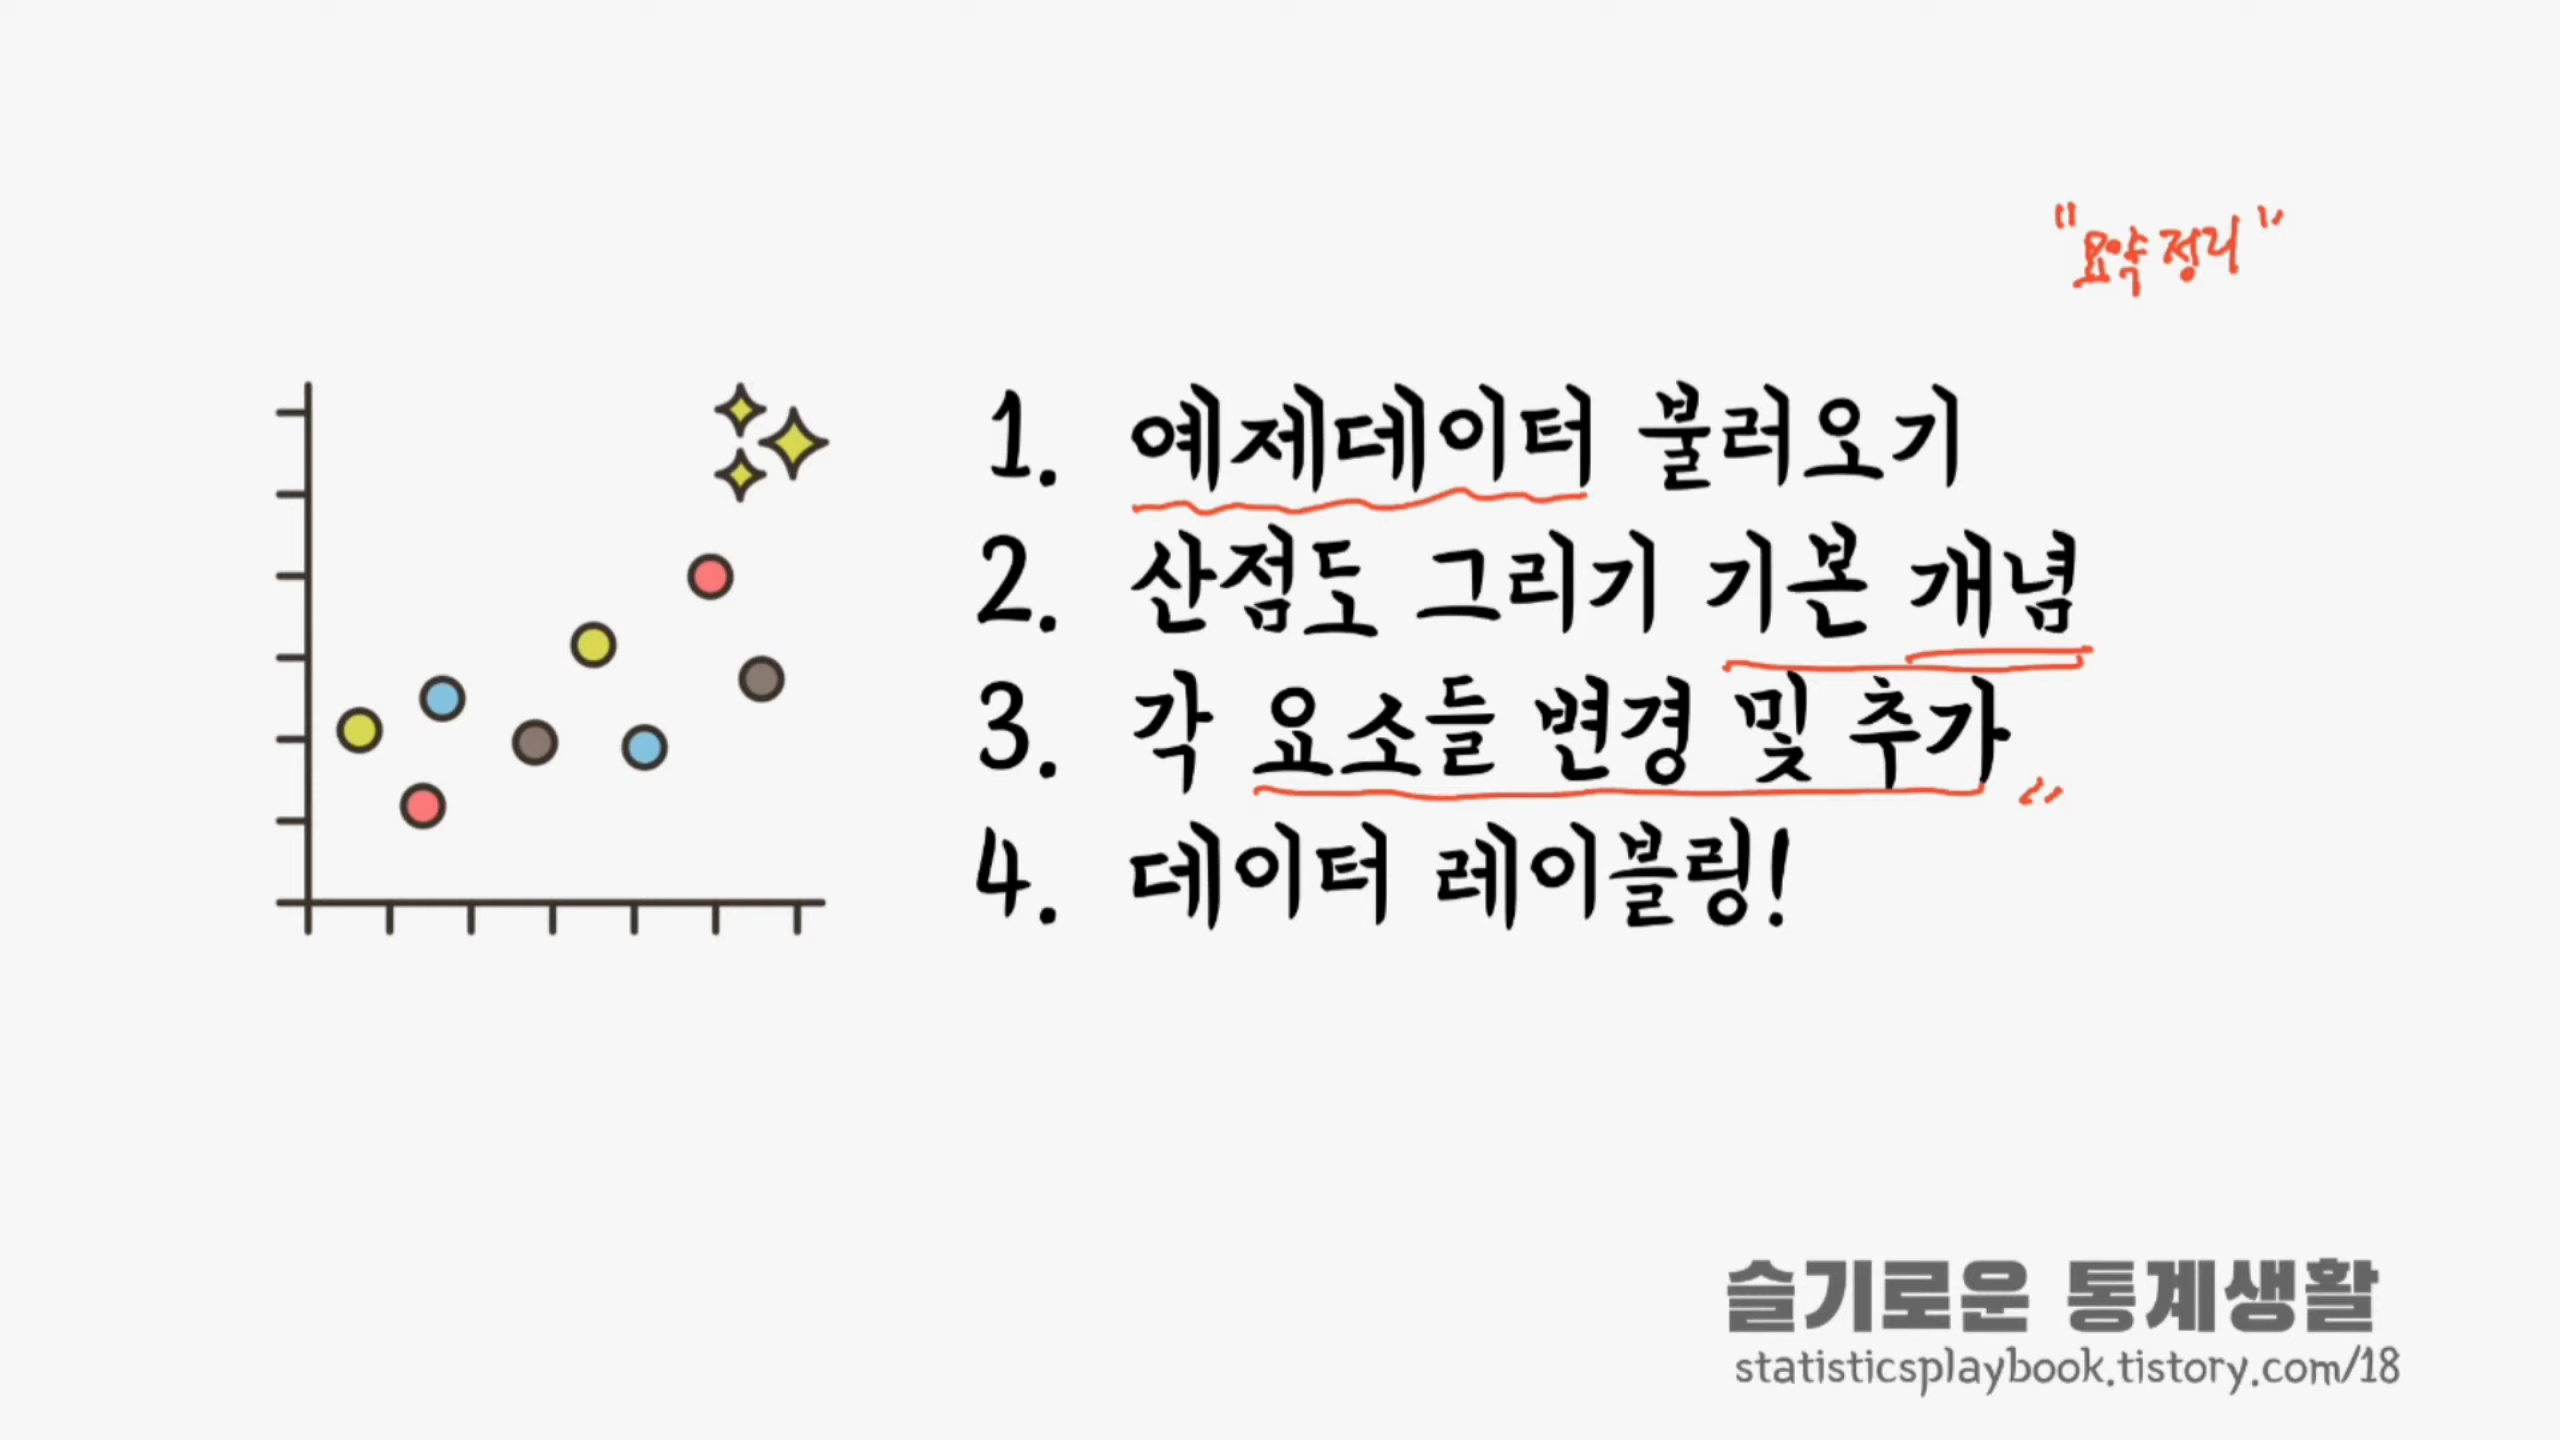 "요약정리"
1. 예제데이터 불러오기
2. 산점도 그리기 기본 개념
3. 각 요소들 변경 및 추가
4. 데이터 레이블링!
슬기로운 통계생활
statisticsplaybook.tistory.com/18